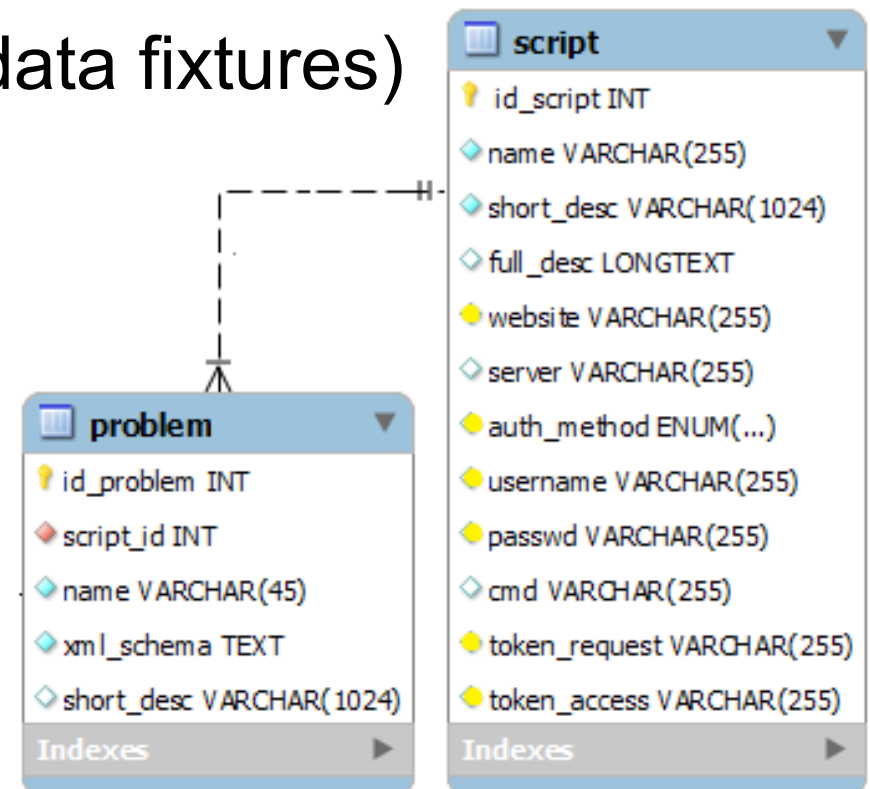 data fixtures)
script
id_script INT
name VARCHAR(255)
short_desc VARCHAR(1024)
full_desc LONGTEXT
website VARCHAR(255)
server VARCHAR(255)
auth_method ENUM(...)
username VARCHAR(255)
passwd VARCHAR(255)
cmd VARCHAR(255)
token_request VARCHAR(255)
token_access VARCHAR(255)
Indexes
problem
id_problem INT
script_id INT
name VARCHAR(45)
xml_schema TEXT
short_desc VARCHAR(1024)
Indexes